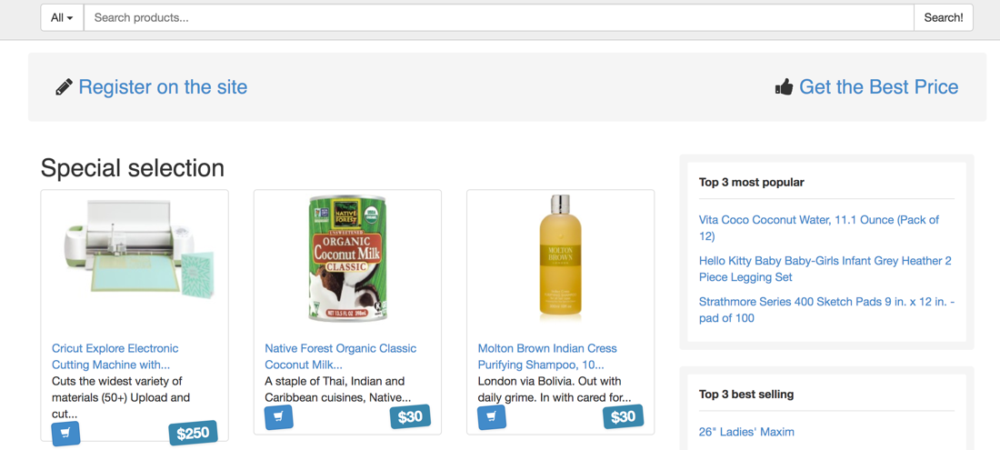 All
Search products...
Search!
Register on the site
Get the Best Price
Special selection
NATIVE FOREST
UNSWEETENED
ORGANIC
Coconut Milk
CLASSIC
NET 13.5 FL OZ 398mL
MOLTON
BROWN
Cricut Explore Electronic
Cutting Machine with...
Cuts the widest variety of
materials (50+) Upload and
cut...
$250
Native Forest Organic Classic
Coconut Milk...
A staple of Thai, Indian and
Caribbean cuisines, Native...
$30
Molton Brown Indian Cress
Purifying Shampoo, 10...
London via Bolivia. Out with
daily grime. In with cared for...
$30
Top 3 most popular
Vita Coco Coconut Water, 11.1 Ounce (Pack of
12)
Hello Kitty Baby Baby-Girls Infant Grey Heather 2
Piece Legging Set
Strathmore Series 400 Sketch Pads 9 in. x 12 in. -
pad of 100
Top 3 best selling
26" Ladies' Maxim